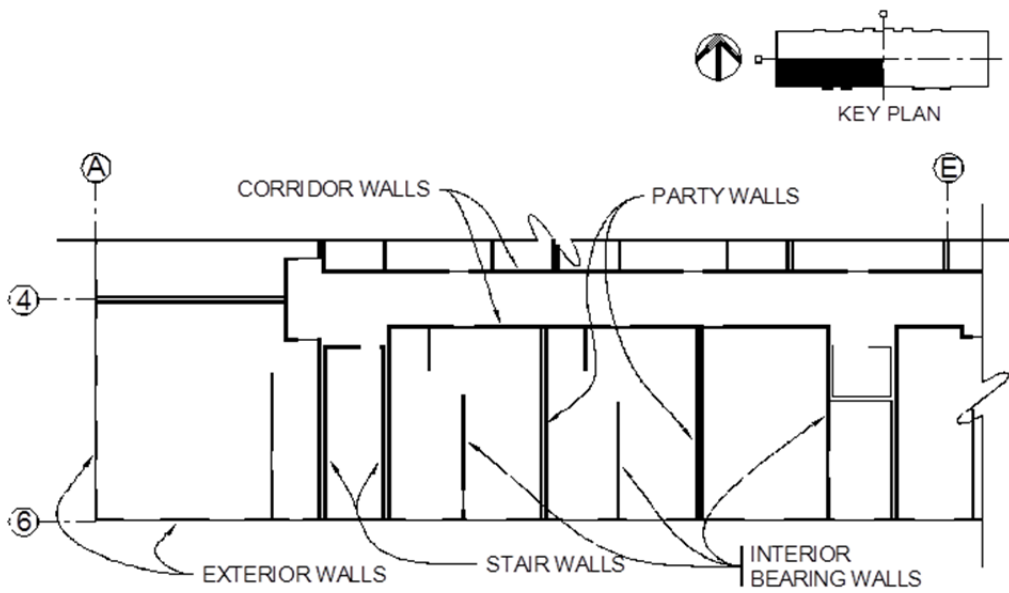 KEY PLAN
A
E
CORRIDOR WALLS
PARTY WALLS
4
6
EXTERIOR WALLS
STAIR WALLS
INTERIOR
BEARING WALLS